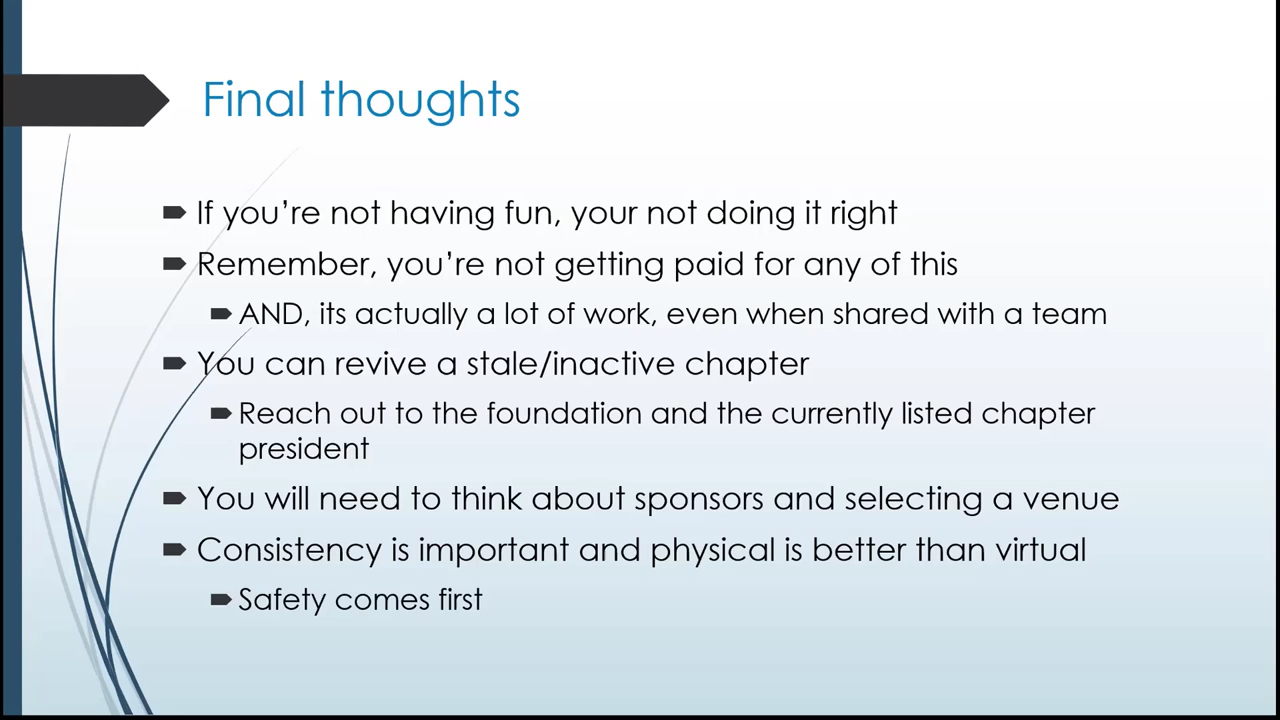 Final thoughts
If you're not having fun, your not doing it right
Remember, you're not getting paid for any of this
AND, its actually a lot of work, even when shared with a team
You can revive a stale/inactive chapter
Reach out to the foundation and the currently listed chapter
president
You will need to think about sponsors and selecting a venue
Consistency is important and physical is better than virtual
Safety comes first